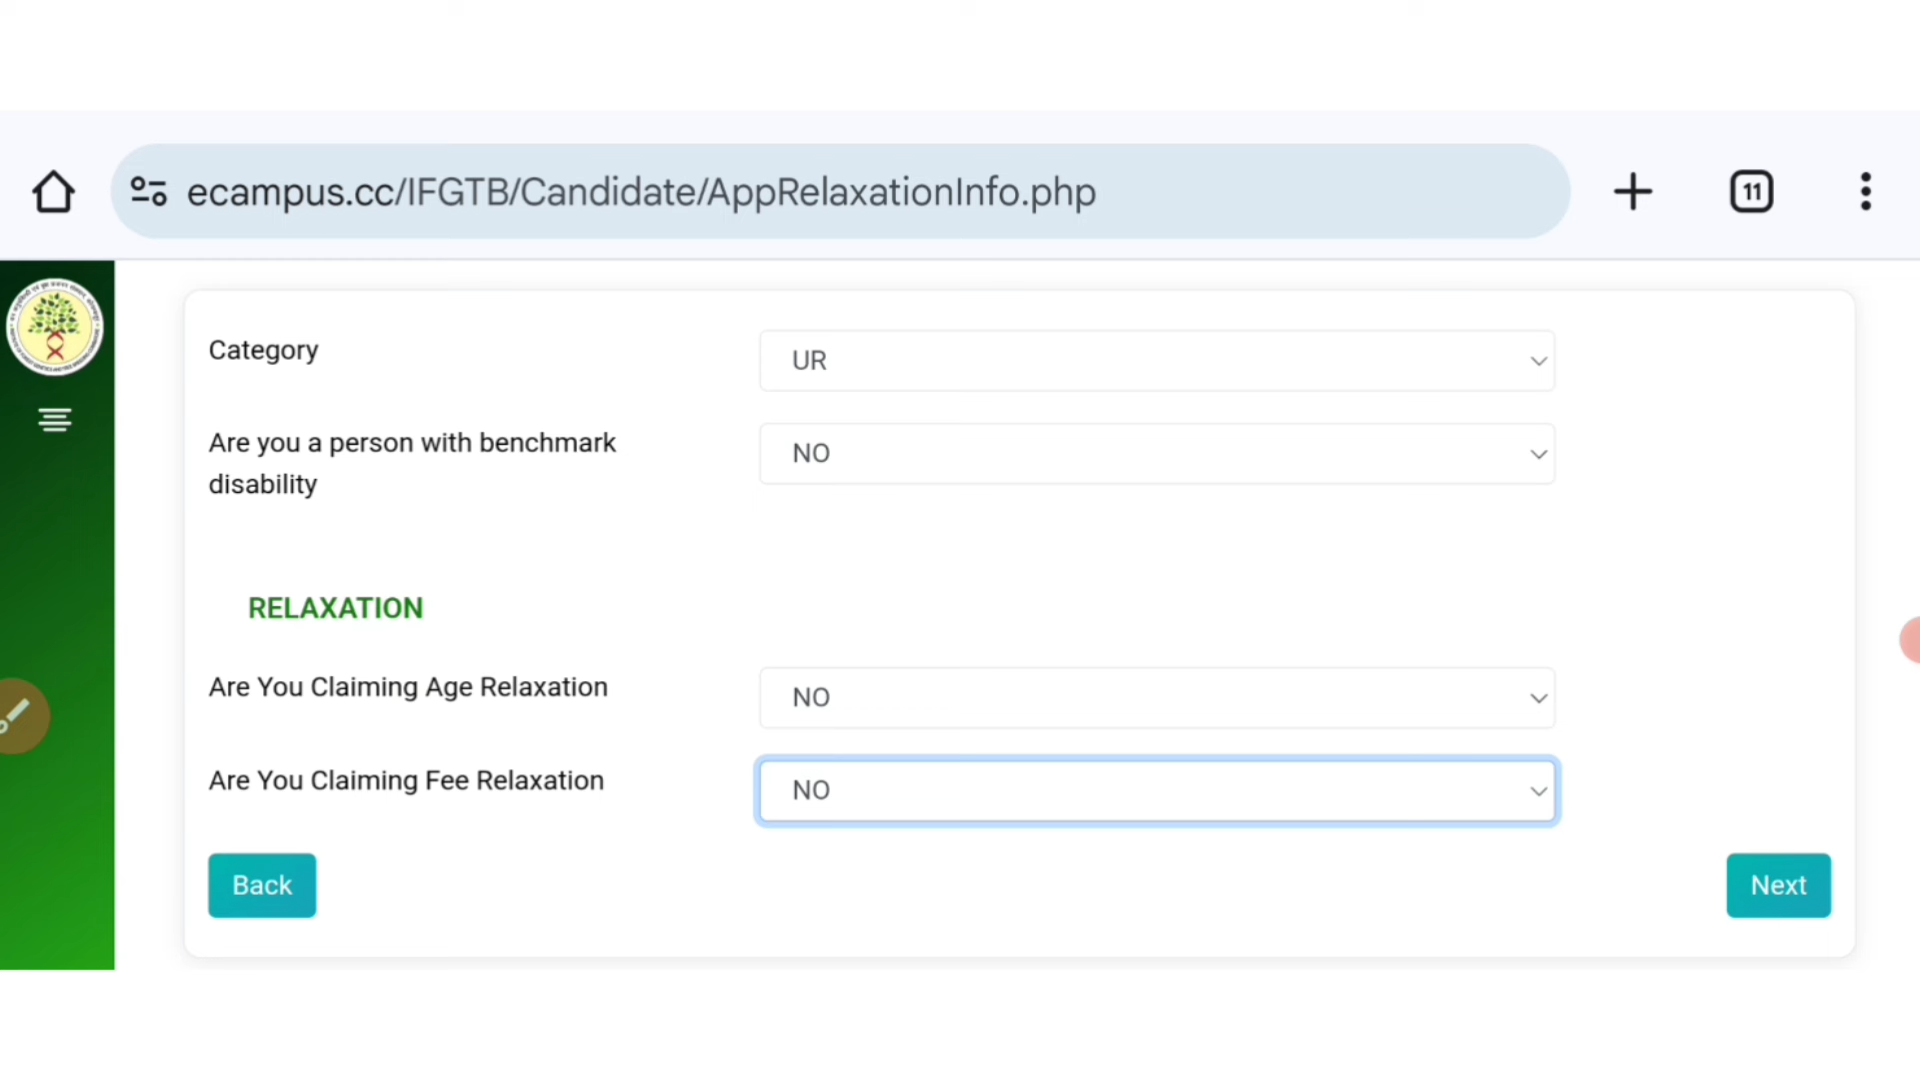 ecampus.cc/IFGTB/Candidate/AppRelaxationInfo.php
11
Category
UR
Are you a person with benchmark
disability
NO
RELAXATION
Are You Claiming Age Relaxation
NO
Are You Claiming Fee Relaxation
NO
Back
Next